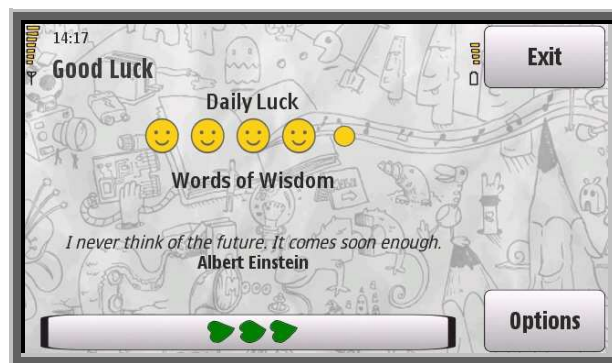 14:17
Good Luck
Exit
Daily Luck
Words of Wisdom
I never think of the future. It comes soon enough.
Albert Einstein
Options